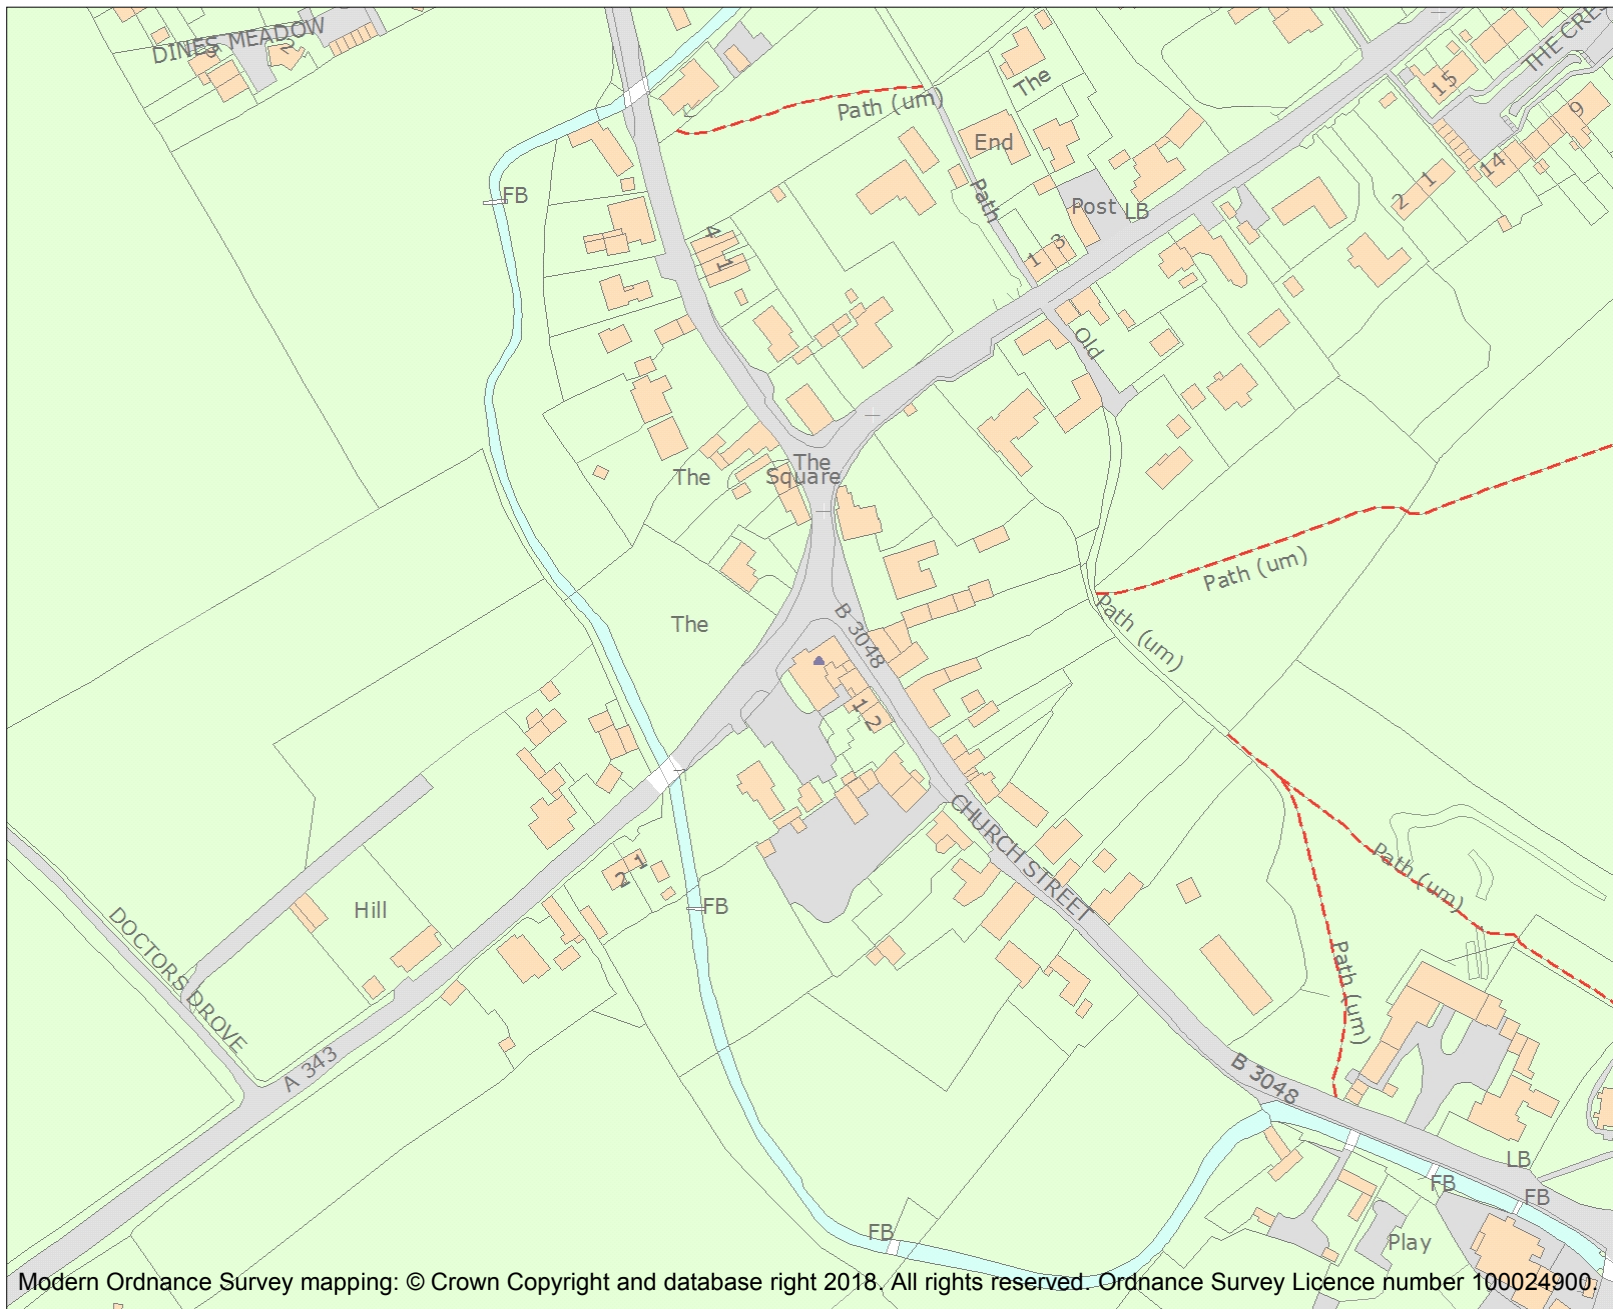 DINES MEADOW
5
2
THE CRES
15
9
14
The
Path (um)
End
FB
Path
Post
LB
2 1
4
1
1 3
Old
The
Square
The
Path (um)
Path (um)
The
B 3048
1 2
CHURCH STREET
Path (um)
1
2
FB
Hill
DOCTORS DROVE
Path (um)
A 343
B 3048
LB
FB
FB
FB
Play
Modern Ordnance Survey mapping: © Crown Copyright and database right 2018. All rights reserved. Ordnance Survey Licence number 100024900.